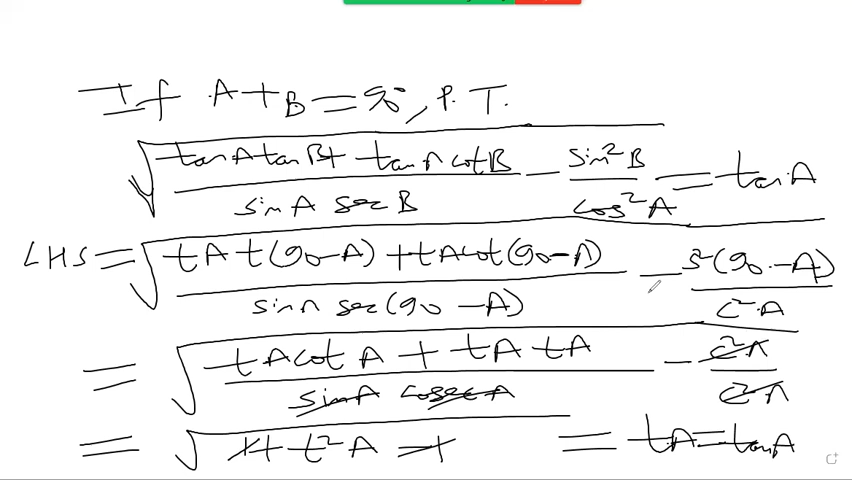 If A+B=90°, P.T.
√((tanA tanB + tanA cotB)/(sinA secB) − sin²B/cos²A) = tanA
LHS = √((tA t(90−A) + tA cot(90−A))/(sinA sec(90−A)) − s²(90−A)/c²A)
= √((tA cotA + tA tA)/(sinA cosecA) − c²A/c²A)
= √(1+t²A−1) = tA = tanA